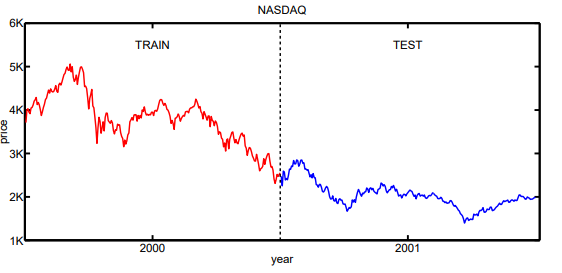 NASDAQ
6K
TRAIN
TEST
5K
4K
price
3K
2K
1K
2000
2001
year